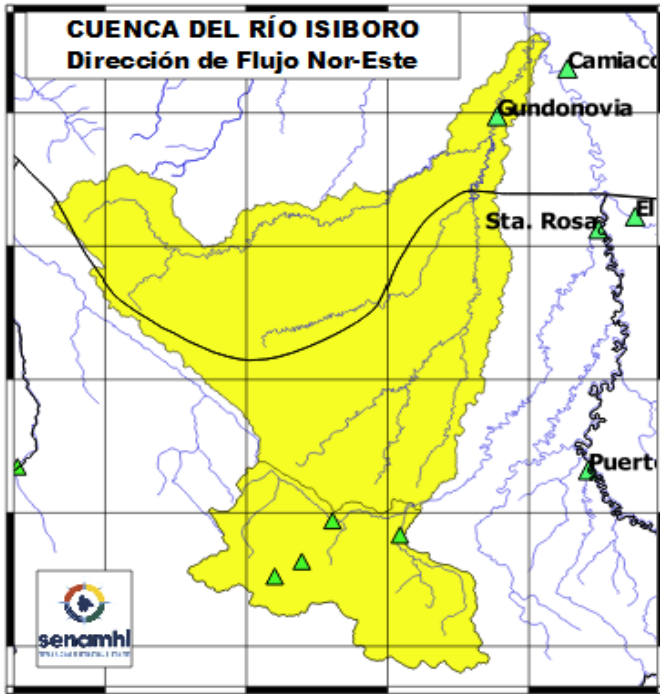 CUENCA DEL RÍO ISIBORO
Dirección de Flujo Nor-Este
Camiaco
Gundonovia
El
Sta. Rosa
Puerto
senamhi